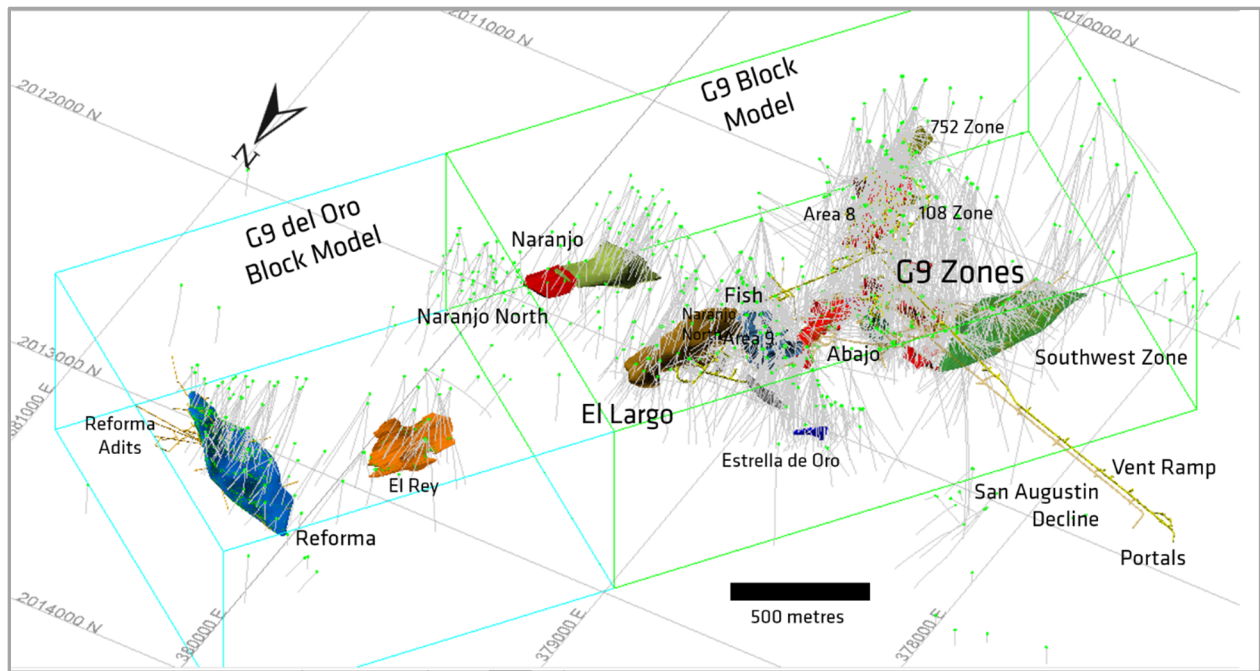 2011000 N
2010000 N
2012000 N
G9 Block
Model
752 Zone
N
G9 del Oro
Block Model
Area 8
108 Zone
Naranjo
G9 Zones
Fish
Naranjo North
Naranjo
North
Area 9
Abajo
Southwest Zone
2013000 N
381000 E
El Largo
Reforma
Adits
El Rey
Estrella de Oro
Vent Ramp
San Augustin
Decline
Reforma
Portals
500 metres
2014000 N
380000 E
379000 E
378000 E